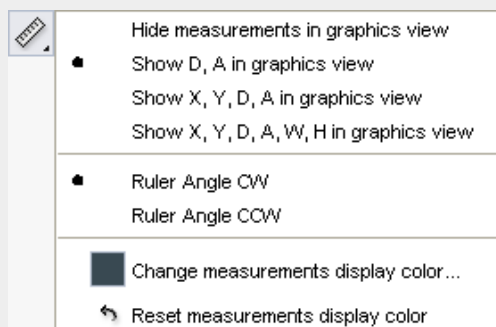 Hide measurements in graphics view
Show D, A in graphics view
Show X, Y, D, A in graphics view
Show X, Y, D, A, W, H in graphics view
Ruler Angle CW
Ruler Angle CCW
Change measurements display color...
Reset measurements display color